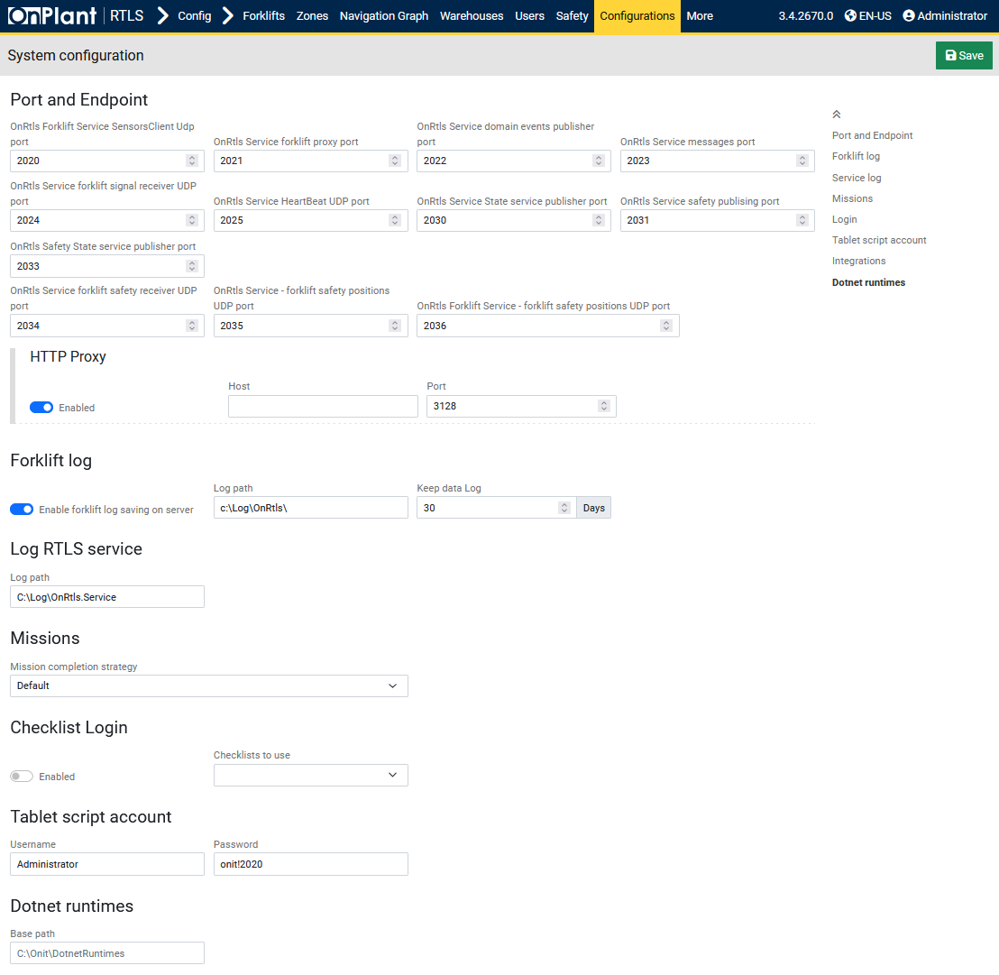 OnPlant RTLS Config Forklifts Zones Navigation Graph Warehouses Users Safety Configurations More 3.4.2670.0 EN-US Administrator
System configuration Save
Port and Endpoint
OnRtls Forklift Service SensorsClient Udp port
2020
OnRtls Service forklift proxy port
2021
OnRtls Service domain events publisher port
2022
OnRtls Service messages port
2023
OnRtls Service forklift signal receiver UDP port
2024
OnRtls Service HeartBeat UDP port
2025
OnRtls Service State service publisher port
2030
OnRtls Service safety publising port
2031
OnRtls Safety State service publisher port
2033
OnRtls Service forklift safety receiver UDP port
2034
OnRtls Service - forklift safety positions UDP port
2035
OnRtls Forklift Service - forklift safety positions UDP port
2036
HTTP Proxy
Enabled
Host
Port
3128
Forklift log
Enable forklift log saving on server
Log path
c:\Log\OnRtls\
Keep data Log
30 Days
Log RTLS service
Log path
C:\Log\OnRtls.Service
Missions
Mission completion strategy
Default
Checklist Login
Enabled
Checklists to use
Tablet script account
Username
Administrator
Password
onit!2020
Dotnet runtimes
Base path
C:\Onit\DotnetRuntimes
Port and Endpoint
Forklift log
Service log
Missions
Login
Tablet script account
Integrations
Dotnet runtimes